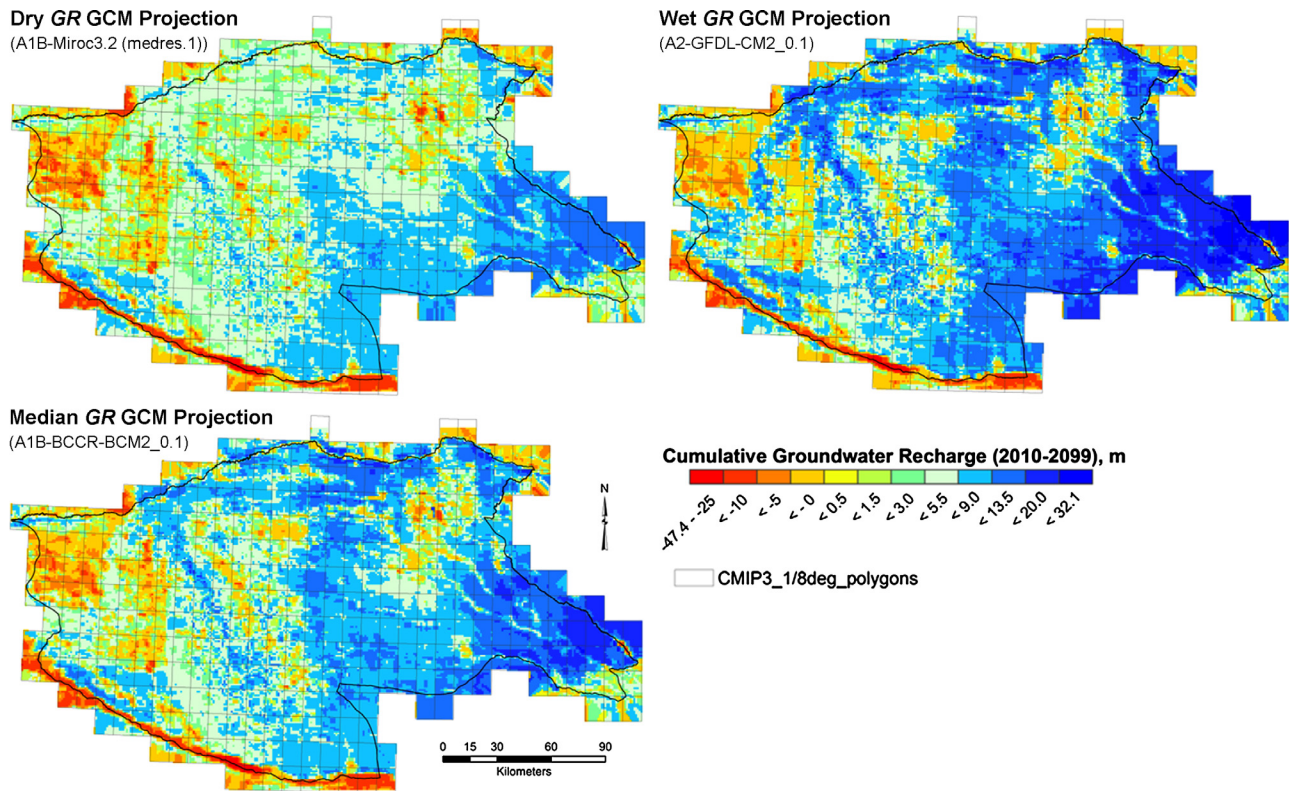 Dry GR GCM Projection
(A1B-Miroc3.2 (medres.1))
Wet GR GCM Projection
(A2-GFDL-CM2_0.1)
Median GR GCM Projection
(A1B-BCCR-BCM2_0.1)
Cumulative Groundwater Recharge (2010-2099), m
-47.4 - -25
< -10
< -5
< - 0
< 0.5
< 1.5
< 3.0
< 5.5
< 9.0
< 13.5
< 20.0
< 32.1
N
CMIP3_1/8deg_polygons
0 15 30 60 90
Kilometers